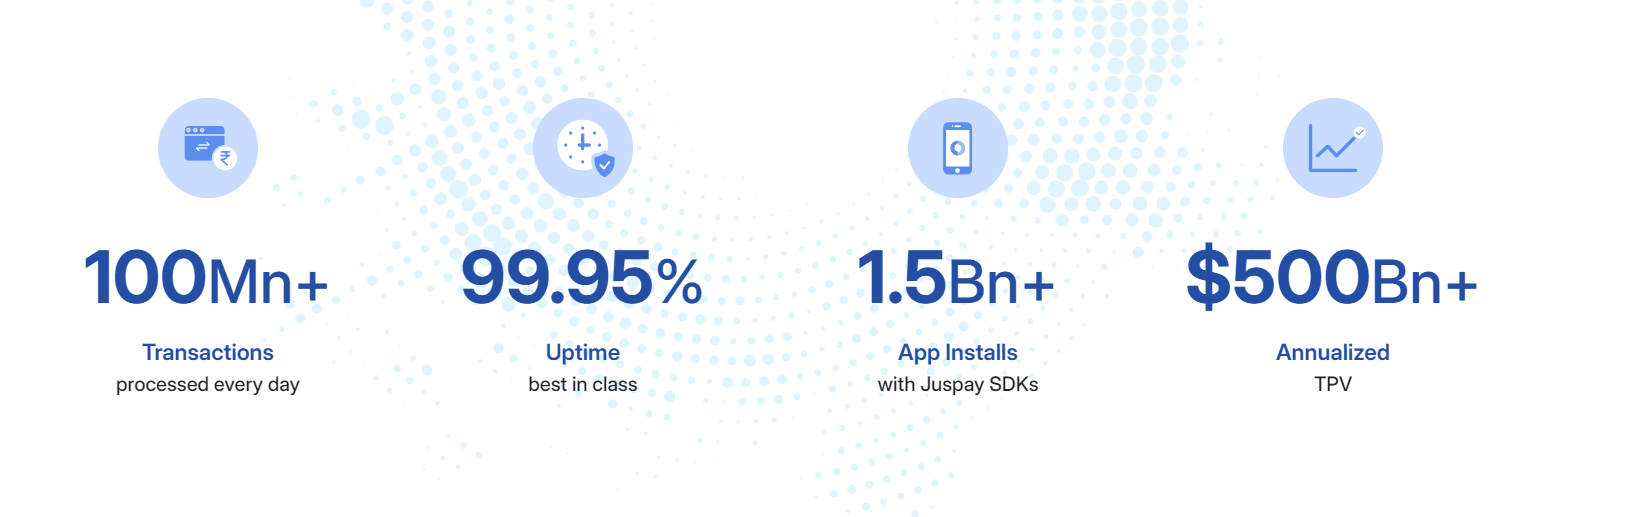 100Mn+
Transactions
processed every day
99.95%
Uptime
best in class
1.5Bn+
App Installs
with Juspay SDKs
$500Bn+
Annualized
TPV